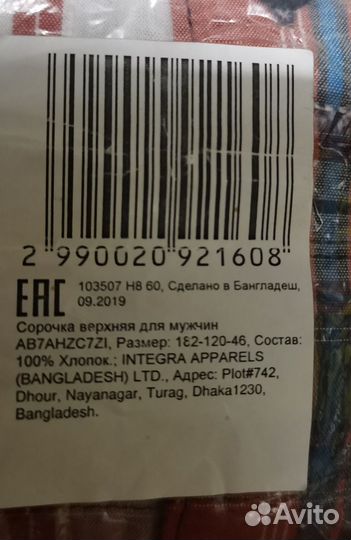 2 990020 921608
EAC 103507 H8 60, Сделано в Бангладеш,
09.2019
Сорочка верхняя для мужчин
AB7AHZC7ZI, Размер: 182-120-46, Состав:
100% Хлопок.; INTEGRA APPARELS
(BANGLADESH) LTD., Адрес: Plot#742,
Dhour, Nayanagar, Turag, Dhaka1230,
Bangladesh.
Avito